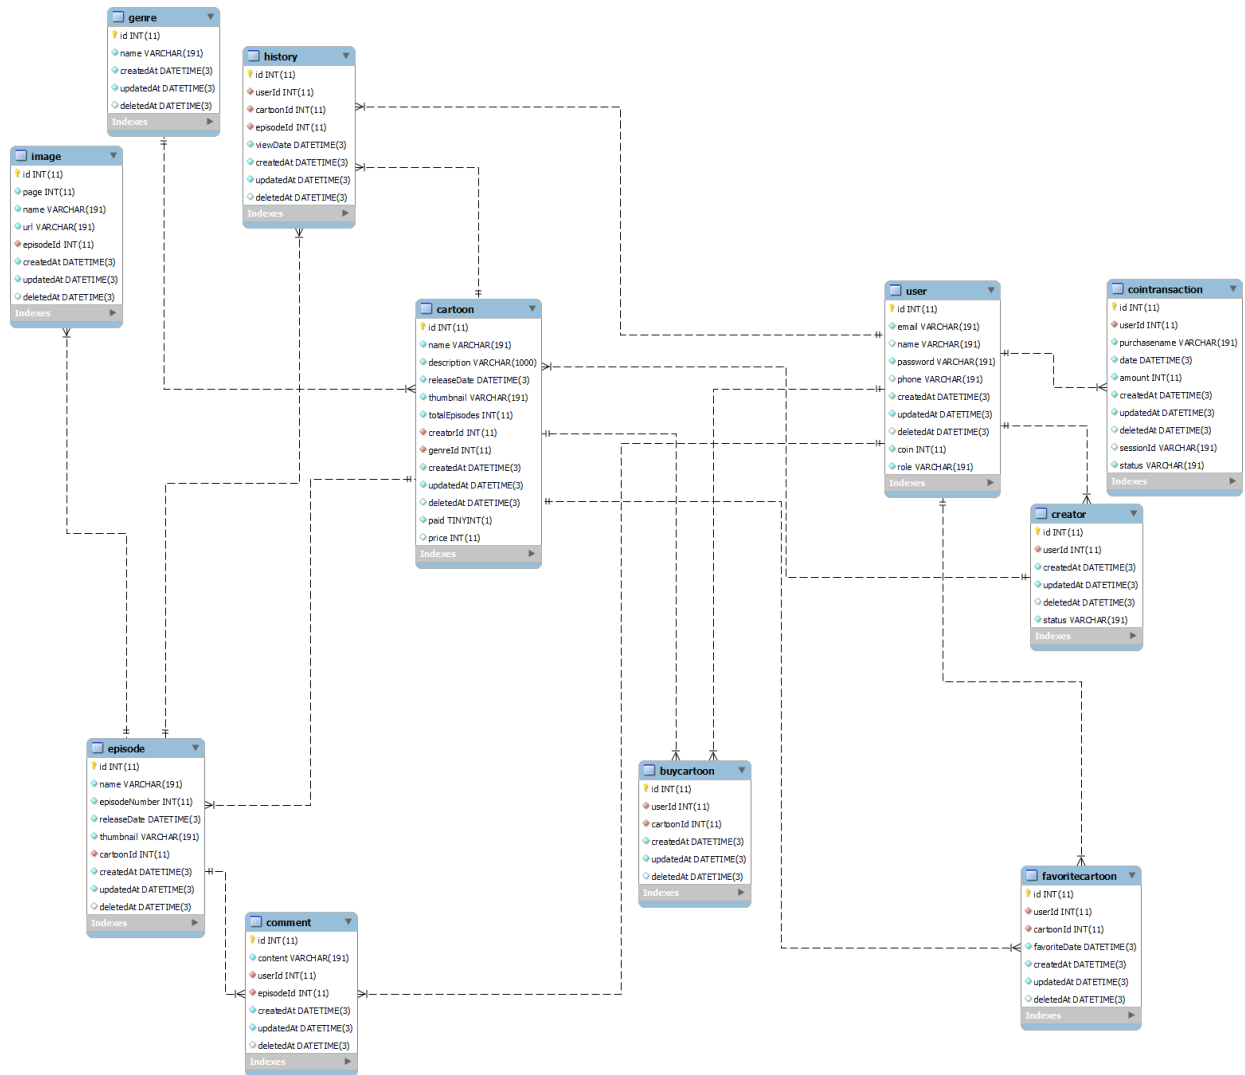 genre
id INT(11)
name VARCHAR(191)
createdAt DATETIME(3)
updatedAt DATETIME(3)
deletedAt DATETIME(3)
Indexes
history
id INT(11)
userId INT(11)
cartoonId INT(11)
episodeId INT(11)
viewDate DATETIME(3)
createdAt DATETIME(3)
updatedAt DATETIME(3)
deletedAt DATETIME(3)
Indexes
image
id INT(11)
page INT(11)
name VARCHAR(191)
url VARCHAR(191)
episodeId INT(11)
createdAt DATETIME(3)
updatedAt DATETIME(3)
deletedAt DATETIME(3)
Indexes
cartoon
id INT(11)
name VARCHAR(191)
description VARCHAR(1000)
releaseDate DATETIME(3)
thumbnail VARCHAR(191)
totalEpisodes INT(11)
creatorId INT(11)
genreId INT(11)
createdAt DATETIME(3)
updatedAt DATETIME(3)
deletedAt DATETIME(3)
paid TINYINT(1)
price INT(11)
Indexes
user
id INT(11)
email VARCHAR(191)
name VARCHAR(191)
password VARCHAR(191)
phone VARCHAR(191)
createdAt DATETIME(3)
updatedAt DATETIME(3)
deletedAt DATETIME(3)
coin INT(11)
role VARCHAR(191)
Indexes
cointransaction
id INT(11)
userId INT(11)
purchasename VARCHAR(191)
date DATETIME(3)
amount INT(11)
createdAt DATETIME(3)
updatedAt DATETIME(3)
deletedAt DATETIME(3)
sessionId VARCHAR(191)
status VARCHAR(191)
Indexes
creator
id INT(11)
userId INT(11)
createdAt DATETIME(3)
updatedAt DATETIME(3)
deletedAt DATETIME(3)
status VARCHAR(191)
Indexes
episode
id INT(11)
name VARCHAR(191)
episodeNumber INT(11)
releaseDate DATETIME(3)
thumbnail VARCHAR(191)
cartoonId INT(11)
createdAt DATETIME(3)
updatedAt DATETIME(3)
deletedAt DATETIME(3)
Indexes
buycartoon
id INT(11)
userId INT(11)
cartoonId INT(11)
createdAt DATETIME(3)
updatedAt DATETIME(3)
deletedAt DATETIME(3)
Indexes
favoritecartoon
id INT(11)
userId INT(11)
cartoonId INT(11)
favoriteDate DATETIME(3)
createdAt DATETIME(3)
updatedAt DATETIME(3)
deletedAt DATETIME(3)
Indexes
comment
id INT(11)
content VARCHAR(191)
userId INT(11)
episodeId INT(11)
createdAt DATETIME(3)
updatedAt DATETIME(3)
deletedAt DATETIME(3)
Indexes